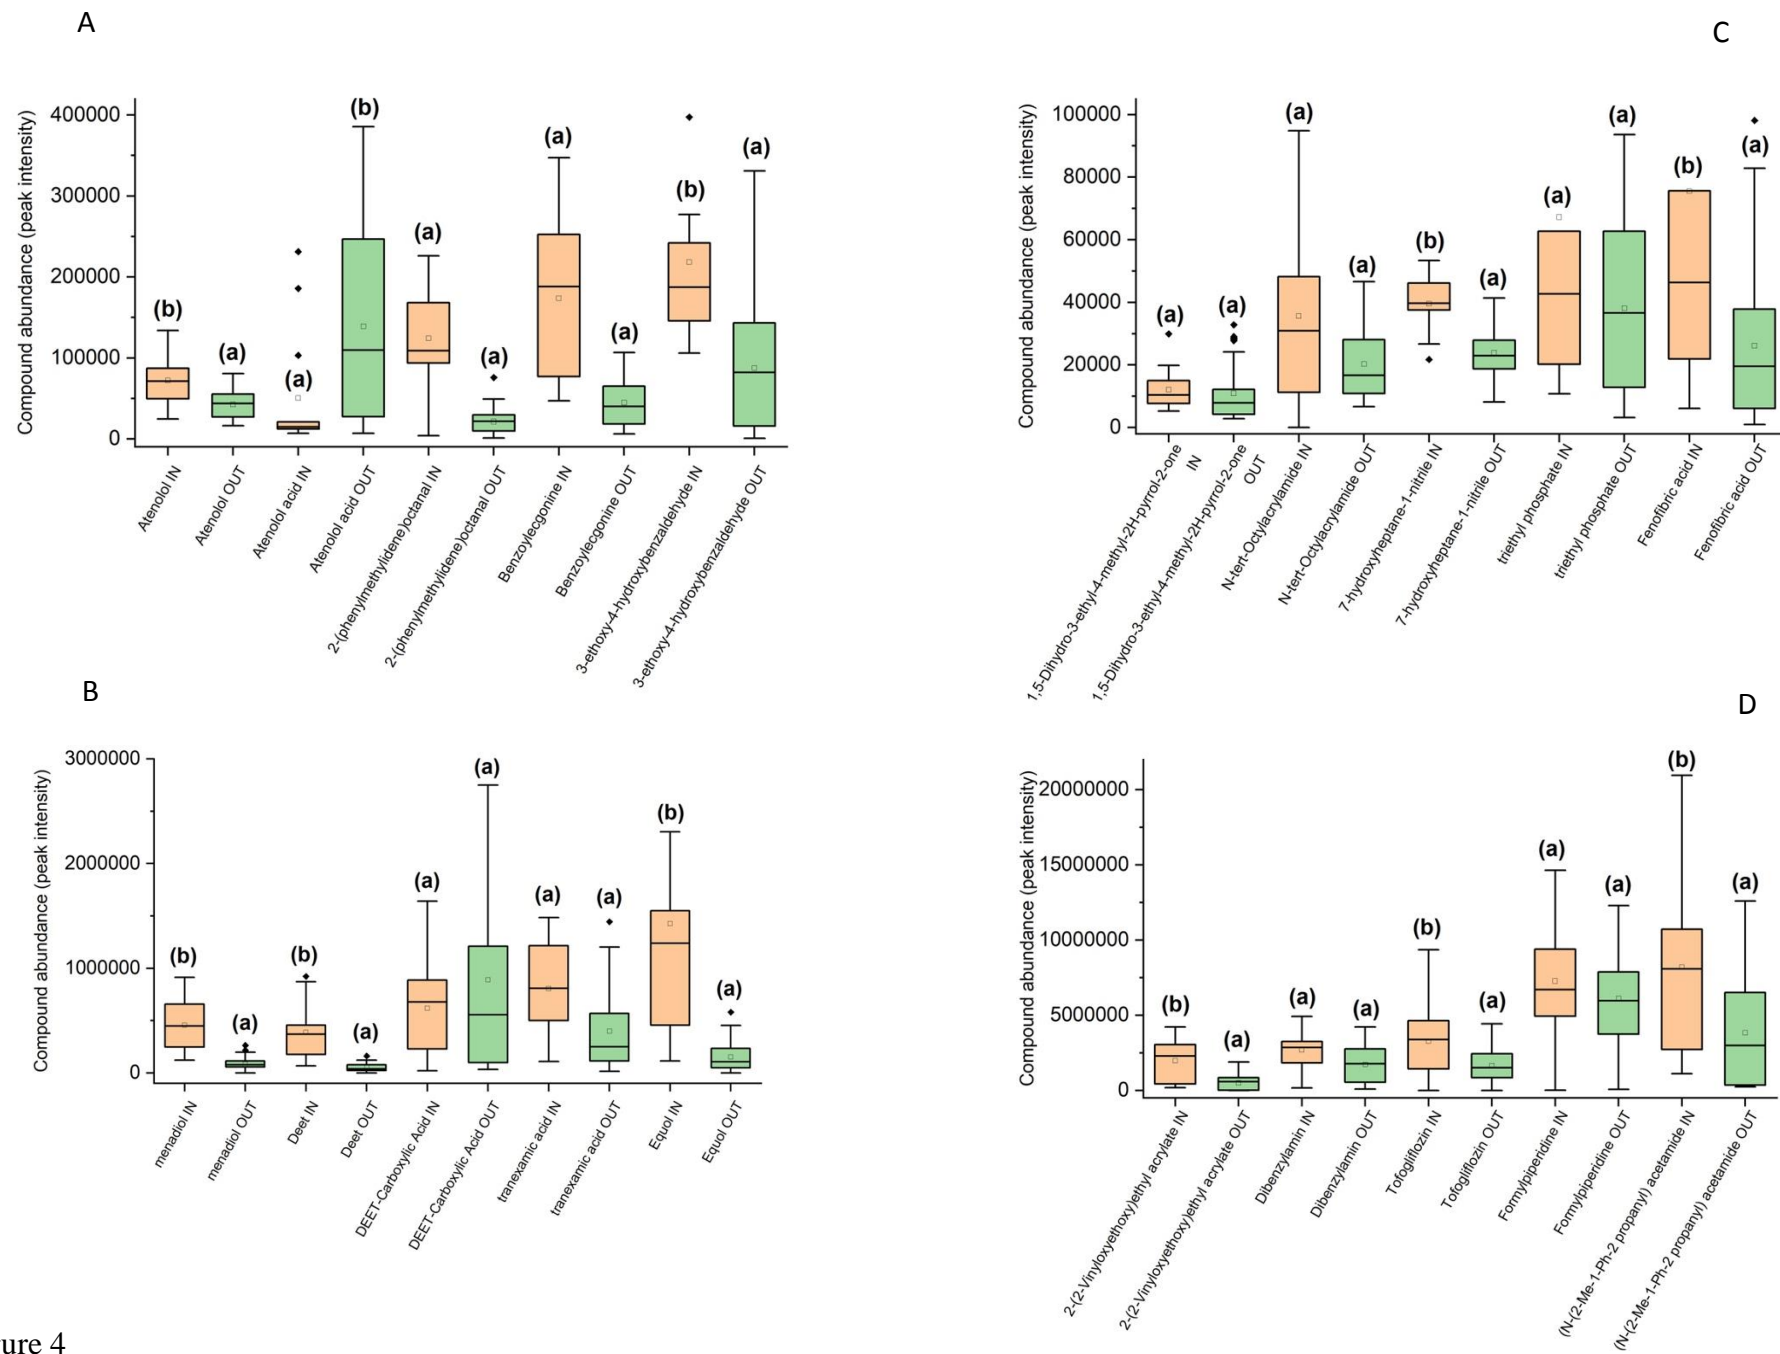 A
Compound abundance (peak intensity)
400000
300000
200000
100000
0
(b)
(a)
(a)
(b)
(a)
(a)
(a)
(a)
(b)
(a)
Atenolol IN
Atenolol OUT
Atenolol acid IN
Atenolol acid OUT
2-(phenylmethylidene)octanal IN
2-(phenylmethylidene)octanal OUT
Benzoylecgonine IN
Benzoylecgonine OUT
3-ethoxy-4-hydroxybenzaldehyde IN
3-ethoxy-4-hydroxybenzaldehyde OUT
B
Compound abundance (peak intensity)
3000000
2000000
1000000
0
(b)
(a)
(b)
(a)
(a)
(a)
(a)
(a)
(b)
(a)
menadiol IN
menadiol OUT
Deet IN
Deet OUT
DEET-Carboxylic Acid IN
DEET-Carboxylic Acid OUT
tranexamic acid IN
tranexamic acid OUT
Equol IN
Equol OUT
C
Compound abundance (peak intensity)
100000
80000
60000
40000
20000
0
(a)
(a)
(a)
(a)
(b)
(a)
(a)
(a)
(b)
(a)
1,5-Dihydro-3-ethyl-4-methyl-2H-pyrrol-2-one
IN
1,5-Dihydro-3-ethyl-4-methyl-2H-pyrrol-2-one
OUT
N-tert-Octylacrylamide IN
N-tert-Octylacrylamide OUT
7-hydroxyheptane-1-nitrile IN
7-hydroxyheptane-1-nitrile OUT
triethyl phosphate IN
triethyl phosphate OUT
Fenofibric acid IN
Fenofibric acid OUT
D
Compound abundance (peak intensity)
20000000
15000000
10000000
5000000
0
(b)
(a)
(a)
(a)
(b)
(a)
(a)
(a)
(b)
(a)
2-(2-Vinyloxyethoxy)ethyl acrylate IN
2-(2-Vinyloxyethoxy)ethyl acrylate OUT
Dibenzylamin IN
Dibenzylamin OUT
Tofogliflozin IN
Tofogliflozin OUT
Formylpiperidine IN
Formylpiperidine OUT
(N-(2-Me-1-Ph-2 propanyl) acetamide IN
(N-(2-Me-1-Ph-2 propanyl) acetamide OUT
ure 4